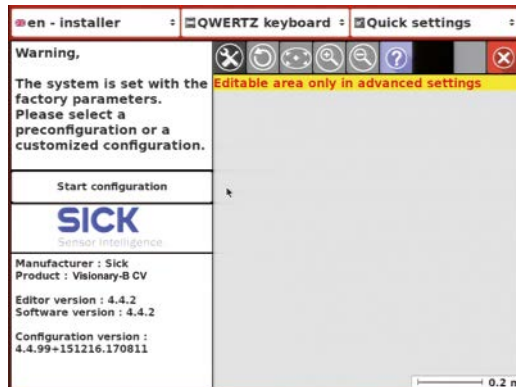 en - installer
QWERTZ keyboard
Quick settings
Warning,
The system is set with the
factory parameters.
Please select a
preconfiguration or a
customized configuration.
Editable area only in advanced settings
Start configuration
SICK
Sensor Intelligence
Manufacturer : Sick
Product : Visionary-B CV
Editor version : 4.4.2
Software version : 4.4.2
Configuration version :
4.4.99+151216.170811
0.2 m